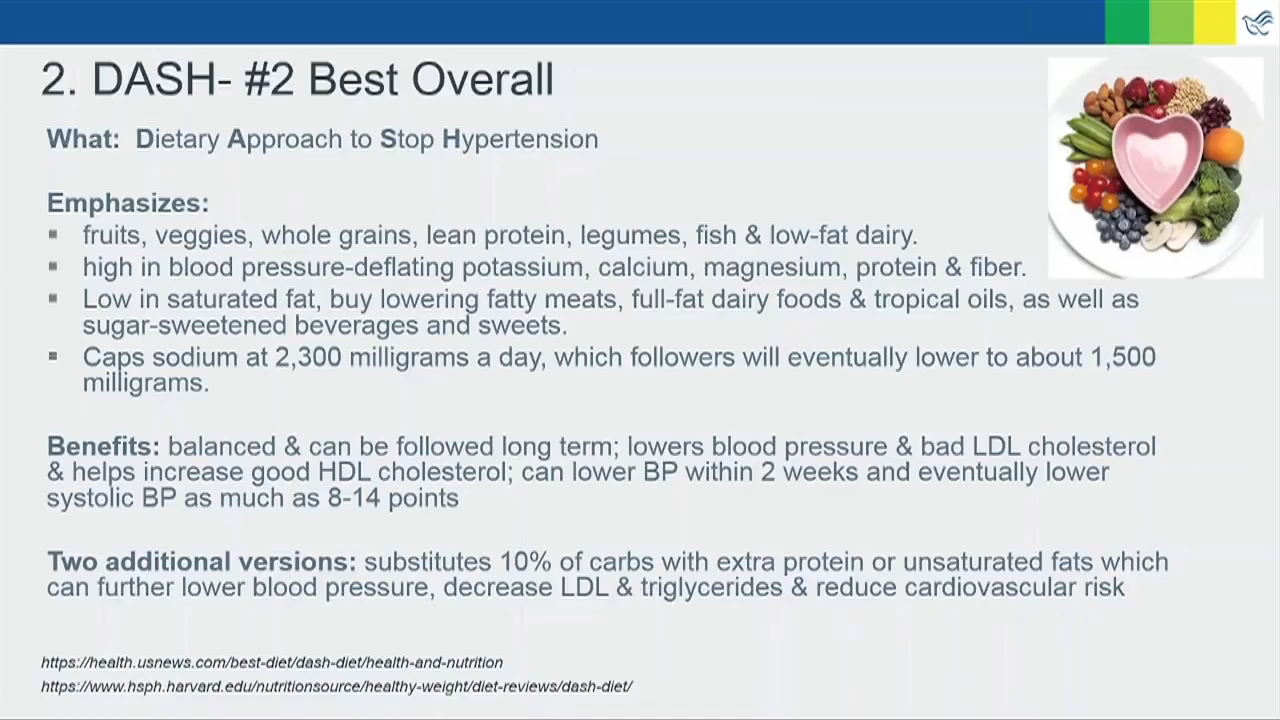 2. DASH- #2 Best Overall
What: Dietary Approach to Stop Hypertension
Emphasizes:
▪ fruits, veggies, whole grains, lean protein, legumes, fish & low-fat dairy.
▪ high in blood pressure-deflating potassium, calcium, magnesium, protein & fiber.
▪ Low in saturated fat, buy lowering fatty meats, full-fat dairy foods & tropical oils, as well as
sugar-sweetened beverages and sweets.
▪ Caps sodium at 2,300 milligrams a day, which followers will eventually lower to about 1,500
milligrams.
Benefits: balanced & can be followed long term; lowers blood pressure & bad LDL cholesterol
& helps increase good HDL cholesterol; can lower BP within 2 weeks and eventually lower
systolic BP as much as 8-14 points
Two additional versions: substitutes 10% of carbs with extra protein or unsaturated fats which
can further lower blood pressure, decrease LDL & triglycerides & reduce cardiovascular risk
https://health.usnews.com/best-diet/dash-diet/health-and-nutrition
https://www.hsph.harvard.edu/nutritionsource/healthy-weight/diet-reviews/dash-diet/